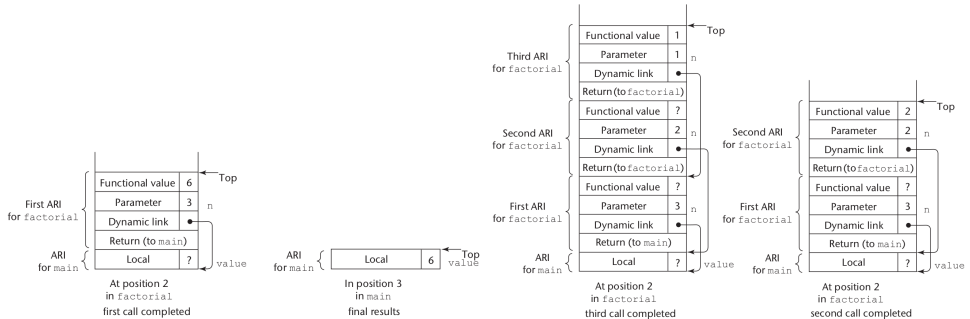 Functional value 6
Top
Parameter 3 n
First ARI
for factorial
Dynamic link
Return (to main)
ARI
for main
Local ?
value
At position 2
in factorial
first call completed
ARI
for main
Local 6
Top
value
In position 3
in main
final results
Functional value 1
Top
Parameter 1 n
Third ARI
for factorial
Dynamic link
Return (to factorial)
Functional value ?
Parameter 2 n
Second ARI
for factorial
Dynamic link
Return (to factorial)
Functional value ?
Parameter 3 n
First ARI
for factorial
Dynamic link
Return (to main)
ARI
for main
Local ?
value
At position 2
in factorial
third call completed
Functional value 2
Top
Parameter 2 n
Second ARI
for factorial
Dynamic link
Return (to factorial)
Functional value ?
Parameter 3 n
First ARI
for factorial
Dynamic link
Return (to main)
ARI
for main
Local ?
value
At position 2
in factorial
second call completed